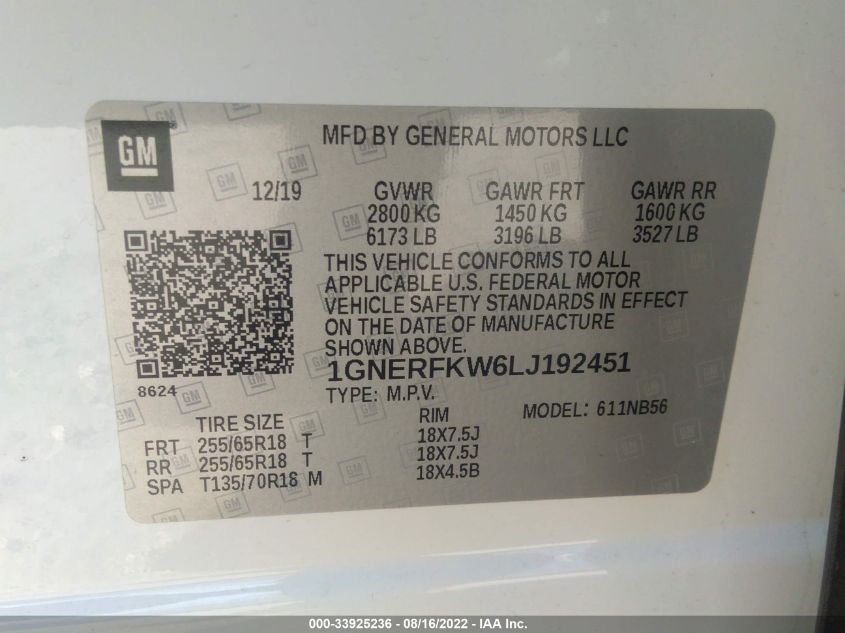 GM
MFD BY GENERAL MOTORS LLC
12/19 GVWR GAWR FRT GAWR RR
2800 KG 1450 KG 1600 KG
6173 LB 3196 LB 3527 LB
THIS VEHICLE CONFORMS TO ALL
APPLICABLE U.S. FEDERAL MOTOR
VEHICLE SAFETY STANDARDS IN EFFECT
ON THE DATE OF MANUFACTURE
SHOWN ABOVE.
1GNERFKW6LJ192451
8624
TYPE: M.P.V. MODEL: 611NB56
TIRE SIZE RIM
FRT 255/65R18 T 18X7.5J
RR 255/65R18 T 18X7.5J
SPA T135/70R18 M 18X4.5B
000-33925236 - 08/16/2022 - IAA Inc.